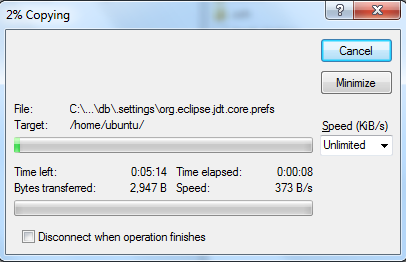 2% Copying
Cancel
Minimize
File: C:\...\db\.settings\org.eclipse.jdt.core.prefs
Target: /home/ubuntu/
Speed (KiB/s)
Unlimited
Time left: 0:05:14 Time elapsed: 0:00:08
Bytes transferred: 2,947 B Speed: 373 B/s
Disconnect when operation finishes